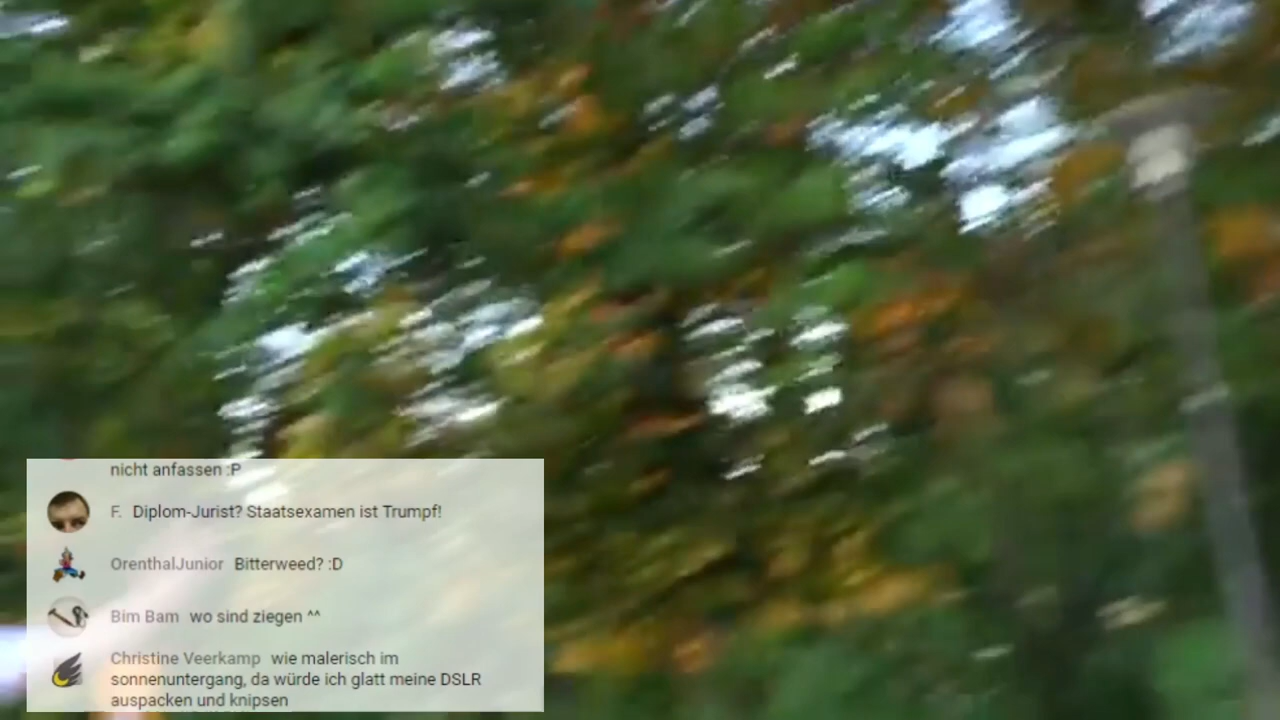 nicht anfassen :P
F. Diplom-Jurist? Staatsexamen ist Trumpf!
OrenthalJunior Bitterweed? :D
Bim Bam wo sind ziegen ^^
Christine Veerkamp wie malerisch im
sonnenuntergang, da würde ich glatt meine DSLR
auspacken und knipsen